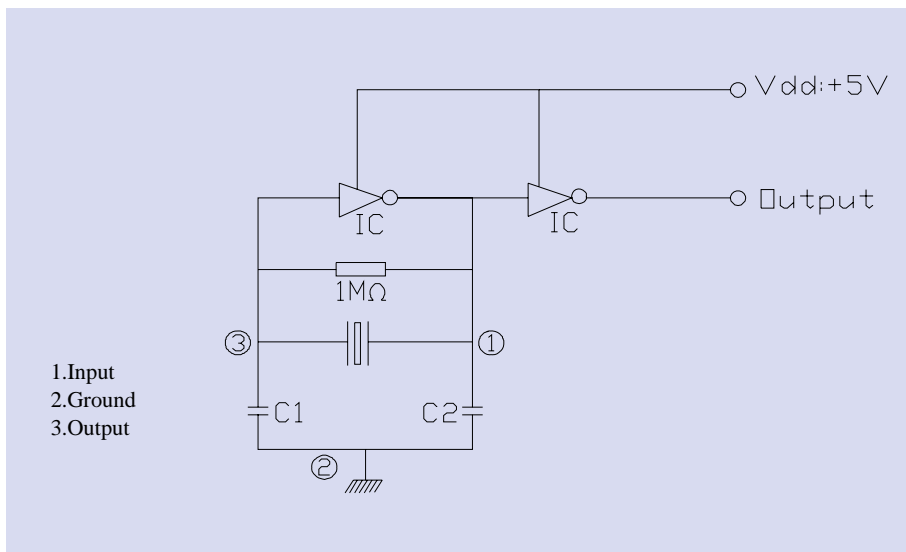 Vdd:+5V
Output
IC
IC
1MΩ
③
①
1.Input
2.Ground
3.Output
C1
C2
②